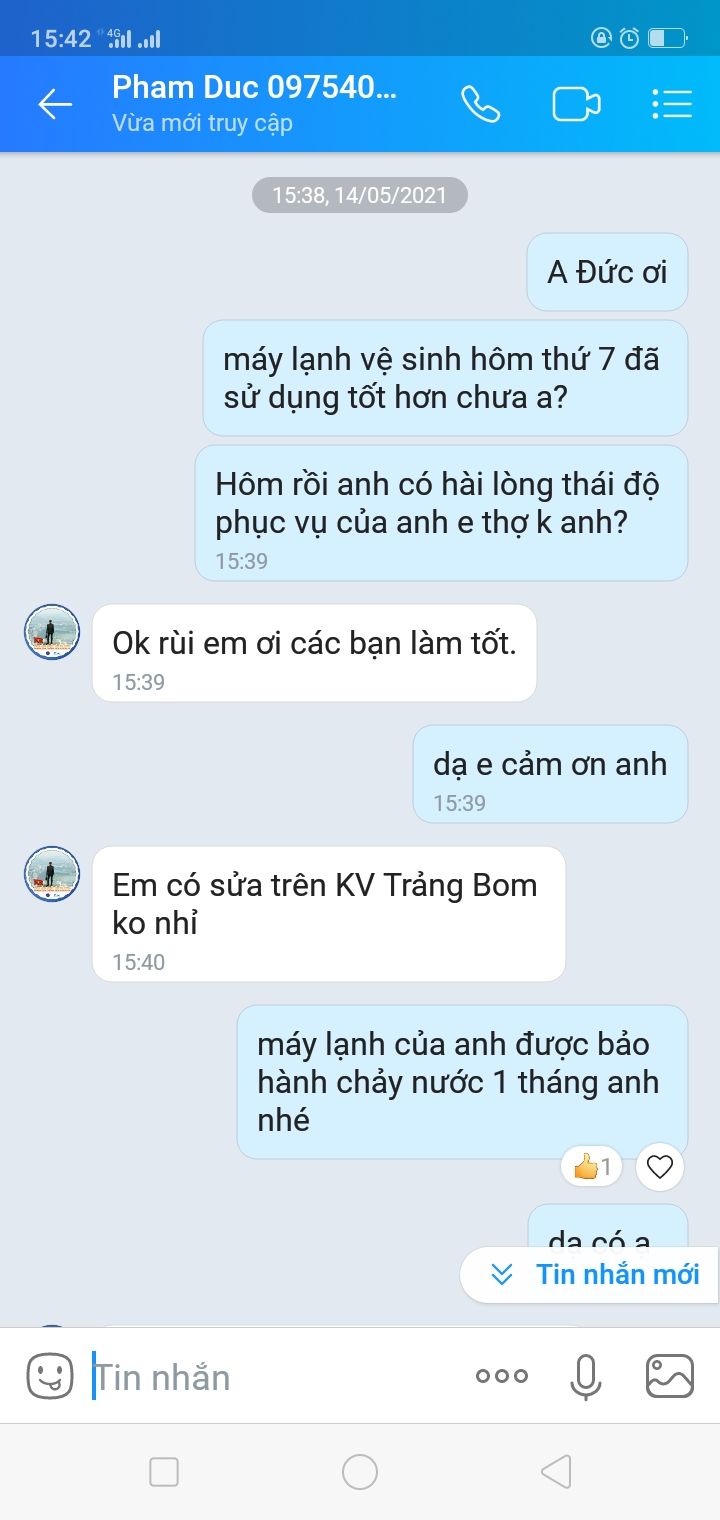 15:42
4G
Pham Duc 097540...
Vừa mới truy cập
15:38, 14/05/2021
A Đức ơi
máy lạnh vệ sinh hôm thứ 7 đã
sử dụng tốt hơn chưa a?
Hôm rồi anh có hài lòng thái độ
phục vụ của anh e thợ k anh?
15:39
Ok rùi em ơi các bạn làm tốt.
15:39
dạ e cảm ơn anh
15:39
Em có sửa trên KV Trảng Bom
ko nhỉ
15:40
máy lạnh của anh được bảo
hành chảy nước 1 tháng anh
nhé
1
dạ có ạ
Tin nhắn mới
Tin nhắn